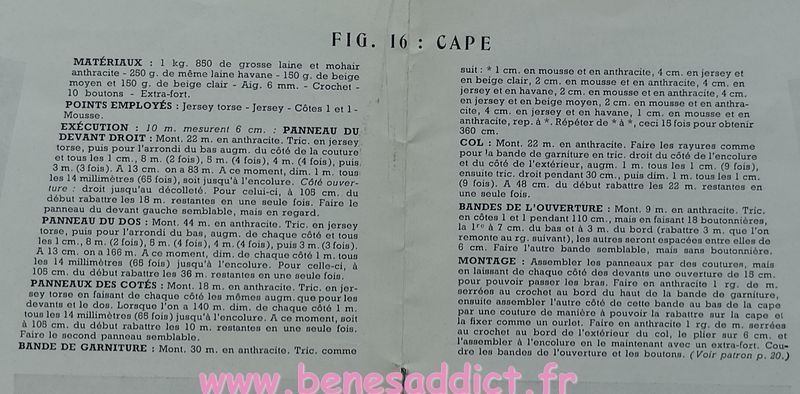 FIG. 16 : CAPE
MATÉRIAUX : 1 kg. 850 de grosse laine et mohair
anthracite - 250 g. de même laine havane - 150 g. de beige
moyen et 150 g. de beige clair - Aig. 6 mm. - Crochet -
10 boutons - Extra-fort.
POINTS EMPLOYÉS : Jersey torse - Jersey - Côtes 1 et 1 -
Mousse.
EXÉCUTION : 10 m. mesurent 6 cm. : PANNEAU DU
DEVANT DROIT : Mont. 22 m. en anthracite. Tric. en jersey
torse, puis pour l'arrondi du bas augm. du côté de la couture
et tous les 1 cm., 8 m. (2 fois), 5 m. (4 fois), 4 m. (4 fois), puis
3 m. (3 fois). A 13 cm. on a 83 m. A ce moment, dim. 1 m. tous
les 14 millimètres (65 fois), soit jusqu'à l'encolure. Côté ouver-
ture : droit jusqu'au décolleté. Pour celui-ci, à 105 cm. du
début rabattre les 18 m. restantes en une seule fois. Faire le
panneau du devant gauche semblable, mais en regard.
PANNEAU DU DOS : Mont. 44 m. en anthracite. Tric. en jersey
torse, puis pour l'arrondi du bas, augm. de chaque côté et tous
les 1 cm., 8 m. (2 fois), 5 m. (4 fois), 4 m. (4 fois), puis 3 m. (3 fois).
A 13 cm. on a 166 m. A ce moment, dim. de chaque côté 1 m. tous
les 14 millimètres (65 fois) jusqu'à l'encolure. Pour celle-ci, à
105 cm. du début rabattre les 36 m. restantes en une seule fois.
PANNEAUX DES COTÉS : Mont. 18 m. en anthracite. Tric. en jer-
sey torse en faisant de chaque côté les mêmes augm. que pour les
devants et le dos. Lorsque l'on a 140 m. dim. de chaque côté 1 m.
tous les 14 millimètres (65 fois) jusqu'à l'encolure. A ce moment, soit
à 105 cm. du début rabattre les 10 m. restantes en une seule fois.
Faire le second panneau semblable.
BANDE DE GARNITURE : Mont. 30 m. en anthracite. Tric. comme
suit : * 1 cm. en mousse et en anthracite, 4 cm. en jersey et
en beige clair, 2 cm. en mousse et en anthracite, 4 cm. en
jersey et en havane, 2 cm. en mousse et en anthracite, 4 cm.
en jersey et en beige moyen, 2 cm. en mousse et en anthra-
cite, 4 cm. en jersey et en havane, 1 cm. en mousse et en
anthracite, rep. à *. Répéter de * à *, ceci 15 fois pour obtenir
360 cm.
COL : Mont. 22 m. en anthracite. Faire les rayures comme
pour la bande de garniture en tric. droit du côté de l'encolure
et du côté de l'extérieur, augm. 1 m. tous les 1 cm. (9 fois),
ensuite tric. droit pendant 30 cm., puis dim. 1 m. tous les 1 cm.
(9 fois). A 48 cm. du début rabattre les 22 m. restantes en
une seule fois.
BANDES DE L'OUVERTURE : Mont. 9 m. en anthracite. Tric.
en côtes 1 et 1 pendant 110 cm., mais en faisant 18 boutonnières,
la 1re à 7 cm. du bas et à 3 m. du bord (rabattre 3 m. que l'on
remonte au rg. suivant), les autres seront espacées entre elles de
6 cm. Faire l'autre bande semblable, mais sans boutonnière.
MONTAGE : Assembler les panneaux par des coutures, mais
en laissant de chaque côté des devants une ouverture de 15 cm.
pour pouvoir passer les bras. Faire en anthracite 1 rg. de m.
serrées au crochet au bord du haut de la bande de garniture,
ensuite assembler l'autre côté de cette bande au bas de la cape
par une couture de manière à pouvoir la rabattre sur la cape et
la fixer comme un ourlet. Faire en anthracite 1 rg. de m. serrées
au crochet au bord de l'extérieur du col, le plier sur 6 cm. et
l'assembler à l'encolure en le maintenant avec un extra-fort. Cou-
dre les bandes de l'ouverture et les boutons. (Voir patron p. 20.)
www.benesaddict.fr